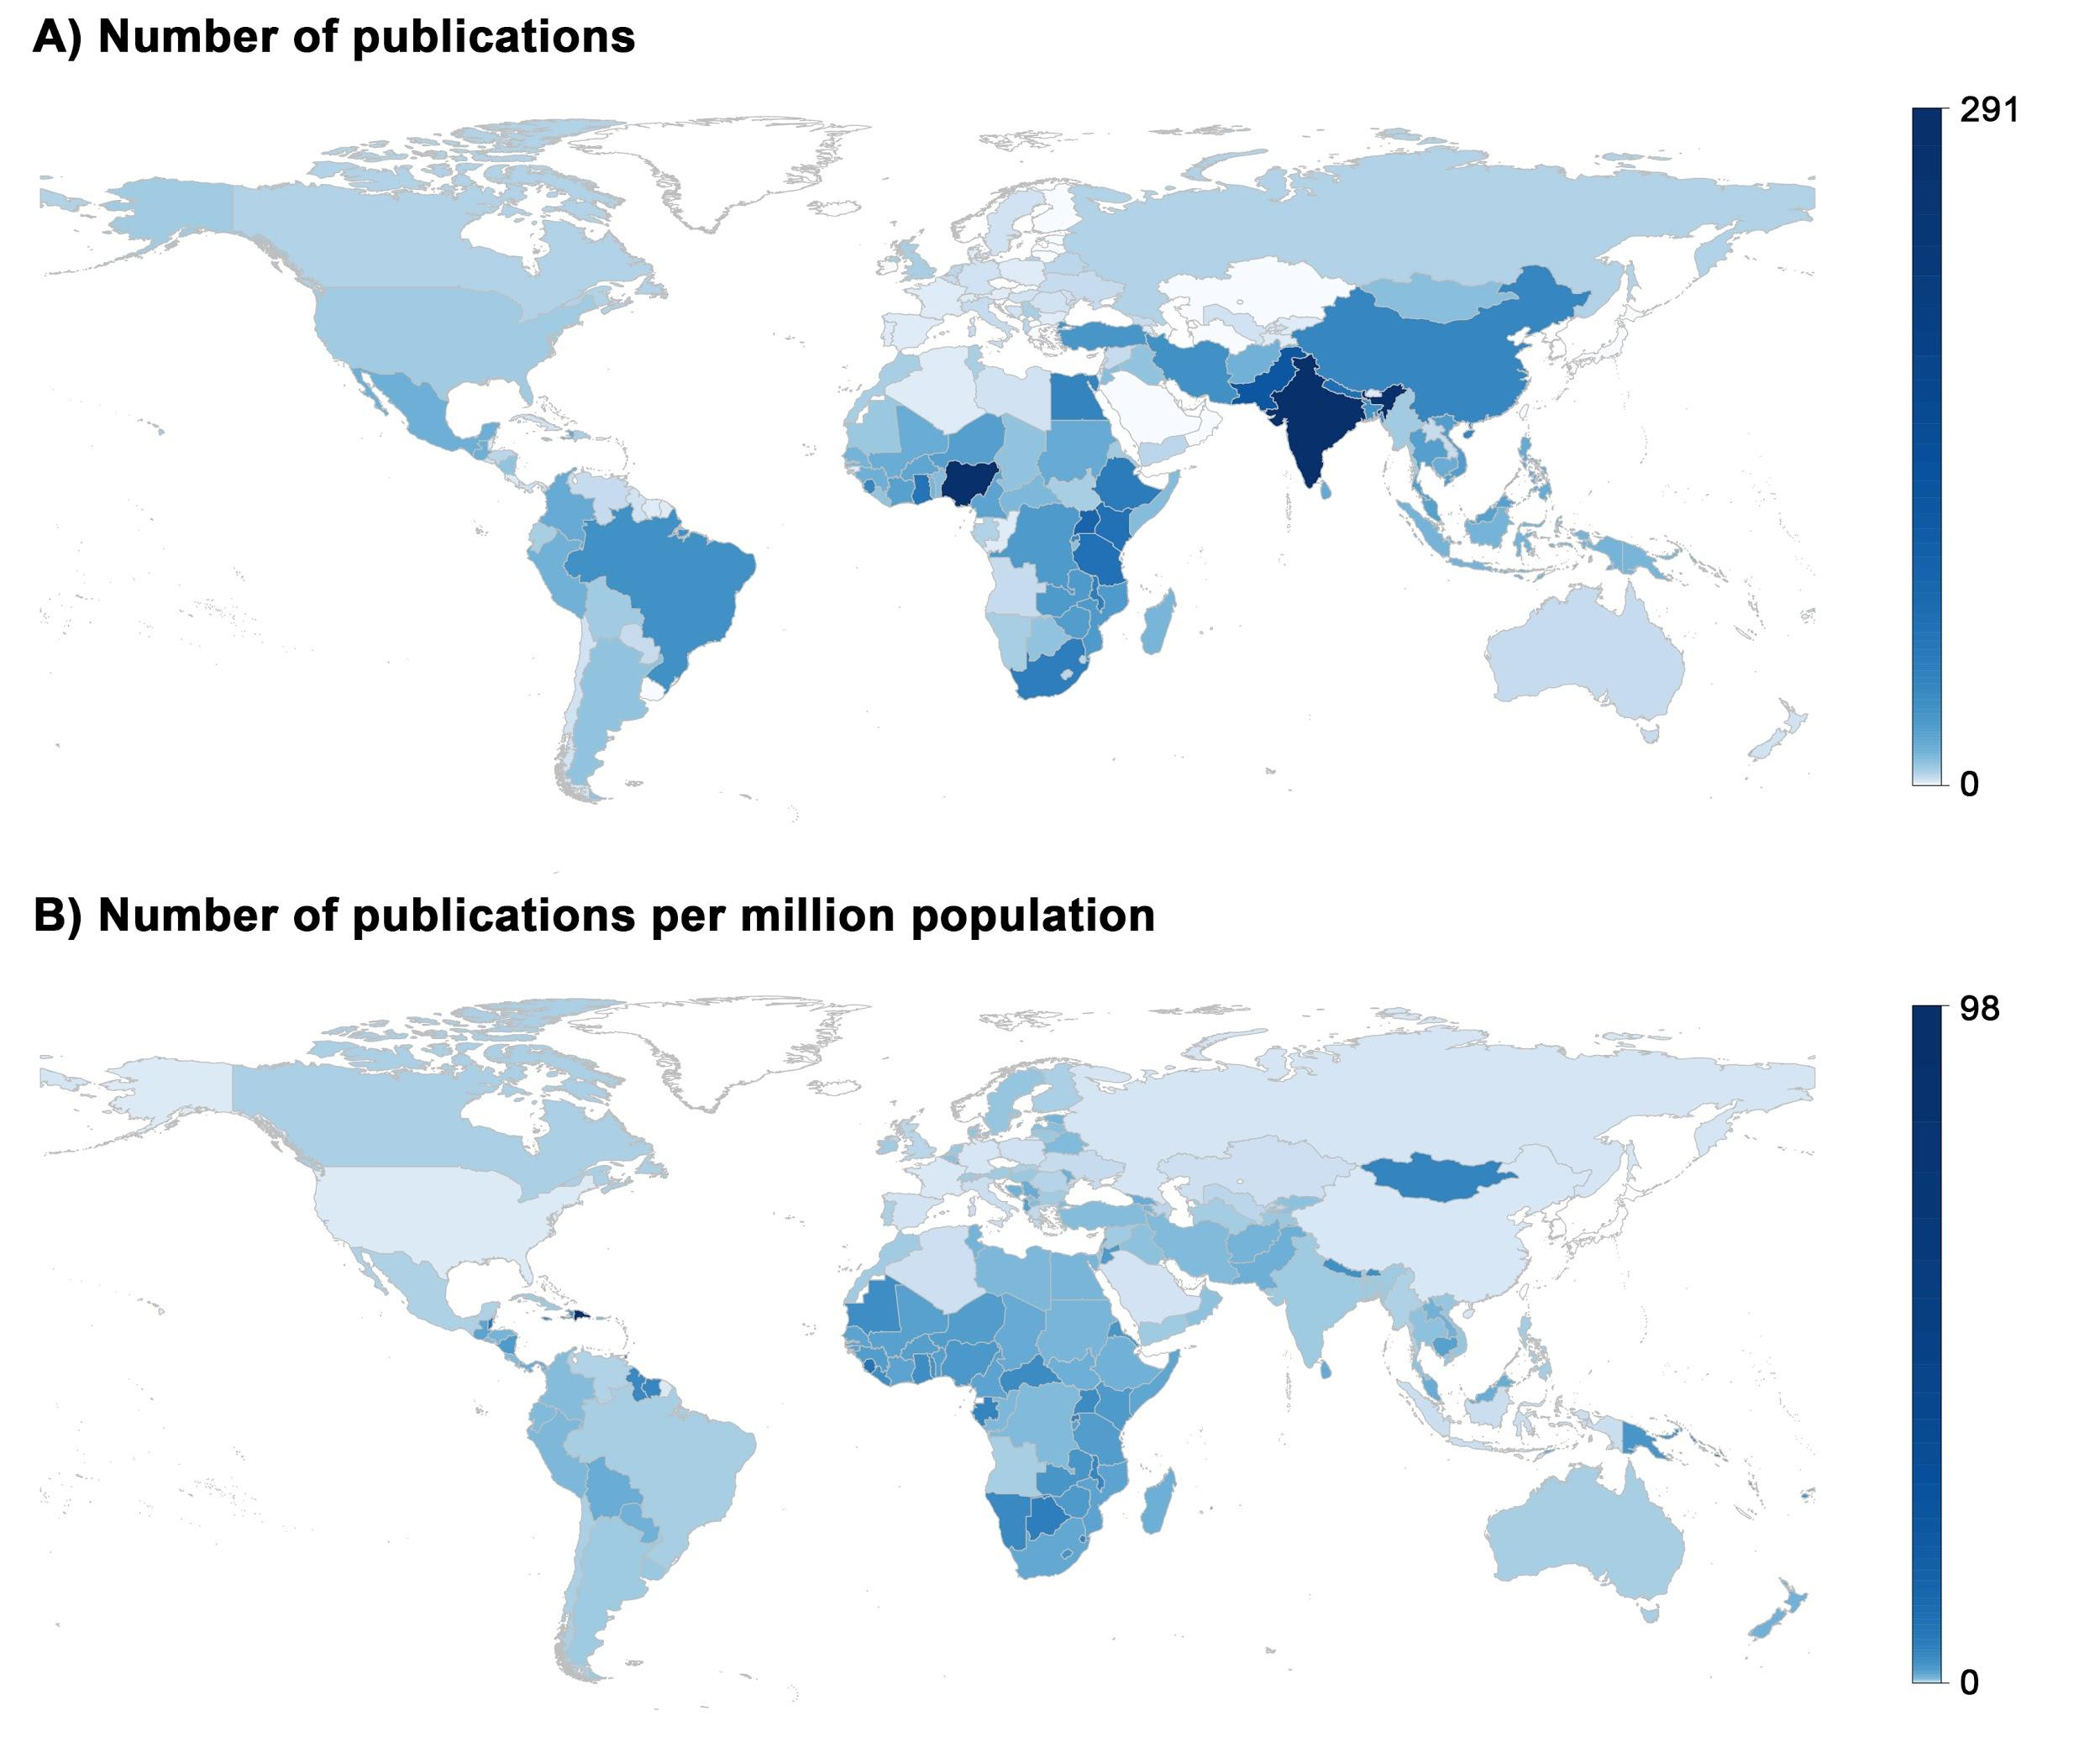 A) Number of publications
291
0
B) Number of publications per million population
98
0